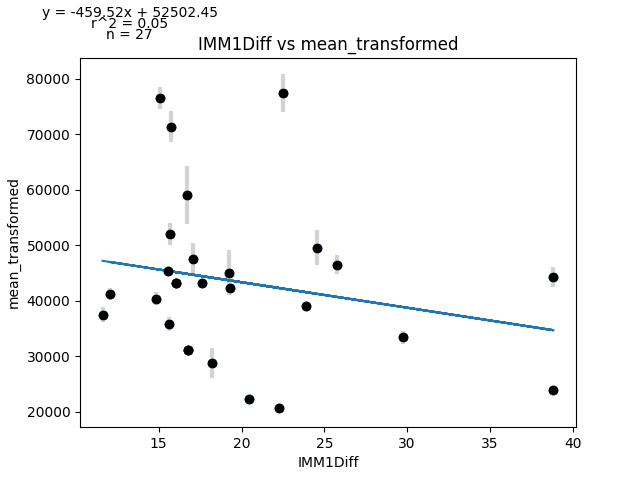 y = -459.52x + 52502.45
r^2 = 0.05
n = 27
IMM1Diff vs mean_transformed
80000
70000
60000
50000
40000
30000
20000
mean_transformed
15 20 25 30 35 40
IMM1Diff